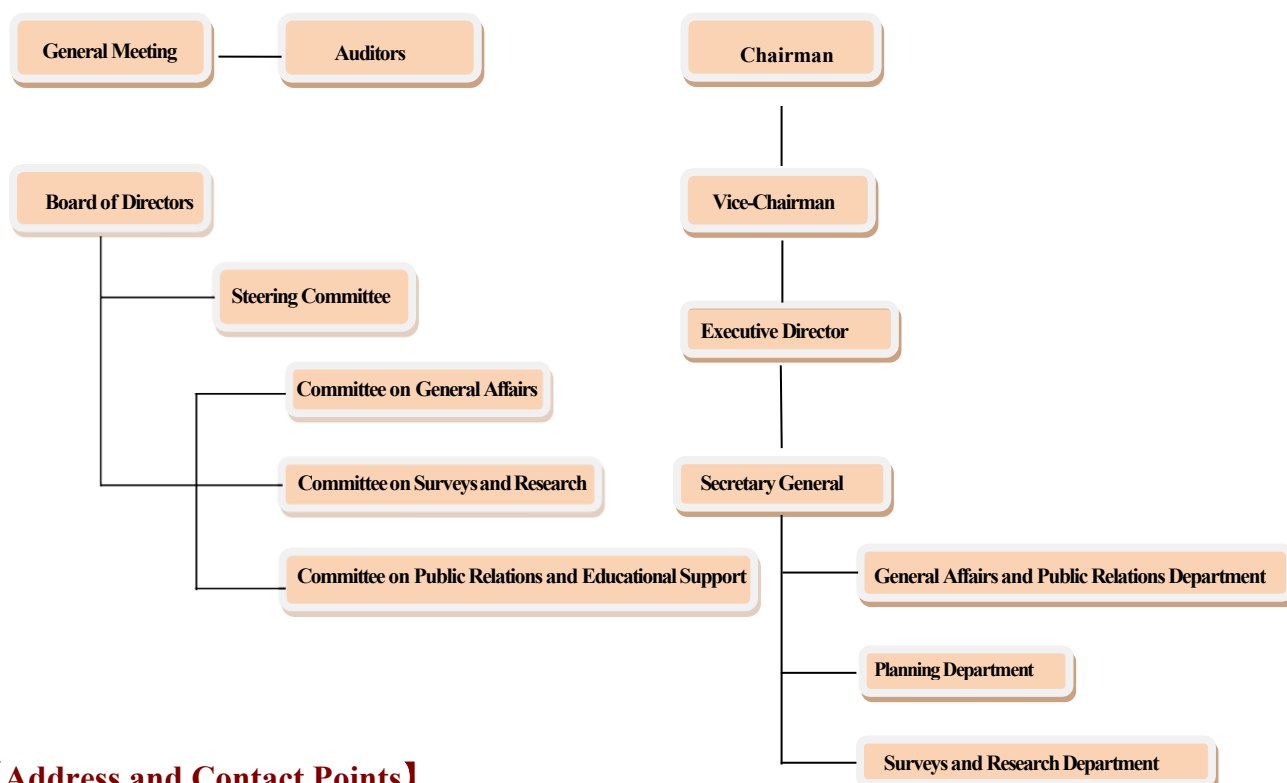 General Meeting
Auditors
Chairman
Board of Directors
Vice-Chairman
Steering Committee
Executive Director
Committee on General Affairs
Committee on Surveys and Research
Secretary General
Committee on Public Relations and Educational Support
General Affairs and Public Relations Department
Planning Department
Surveys and Research Department
Address and Contact Points】